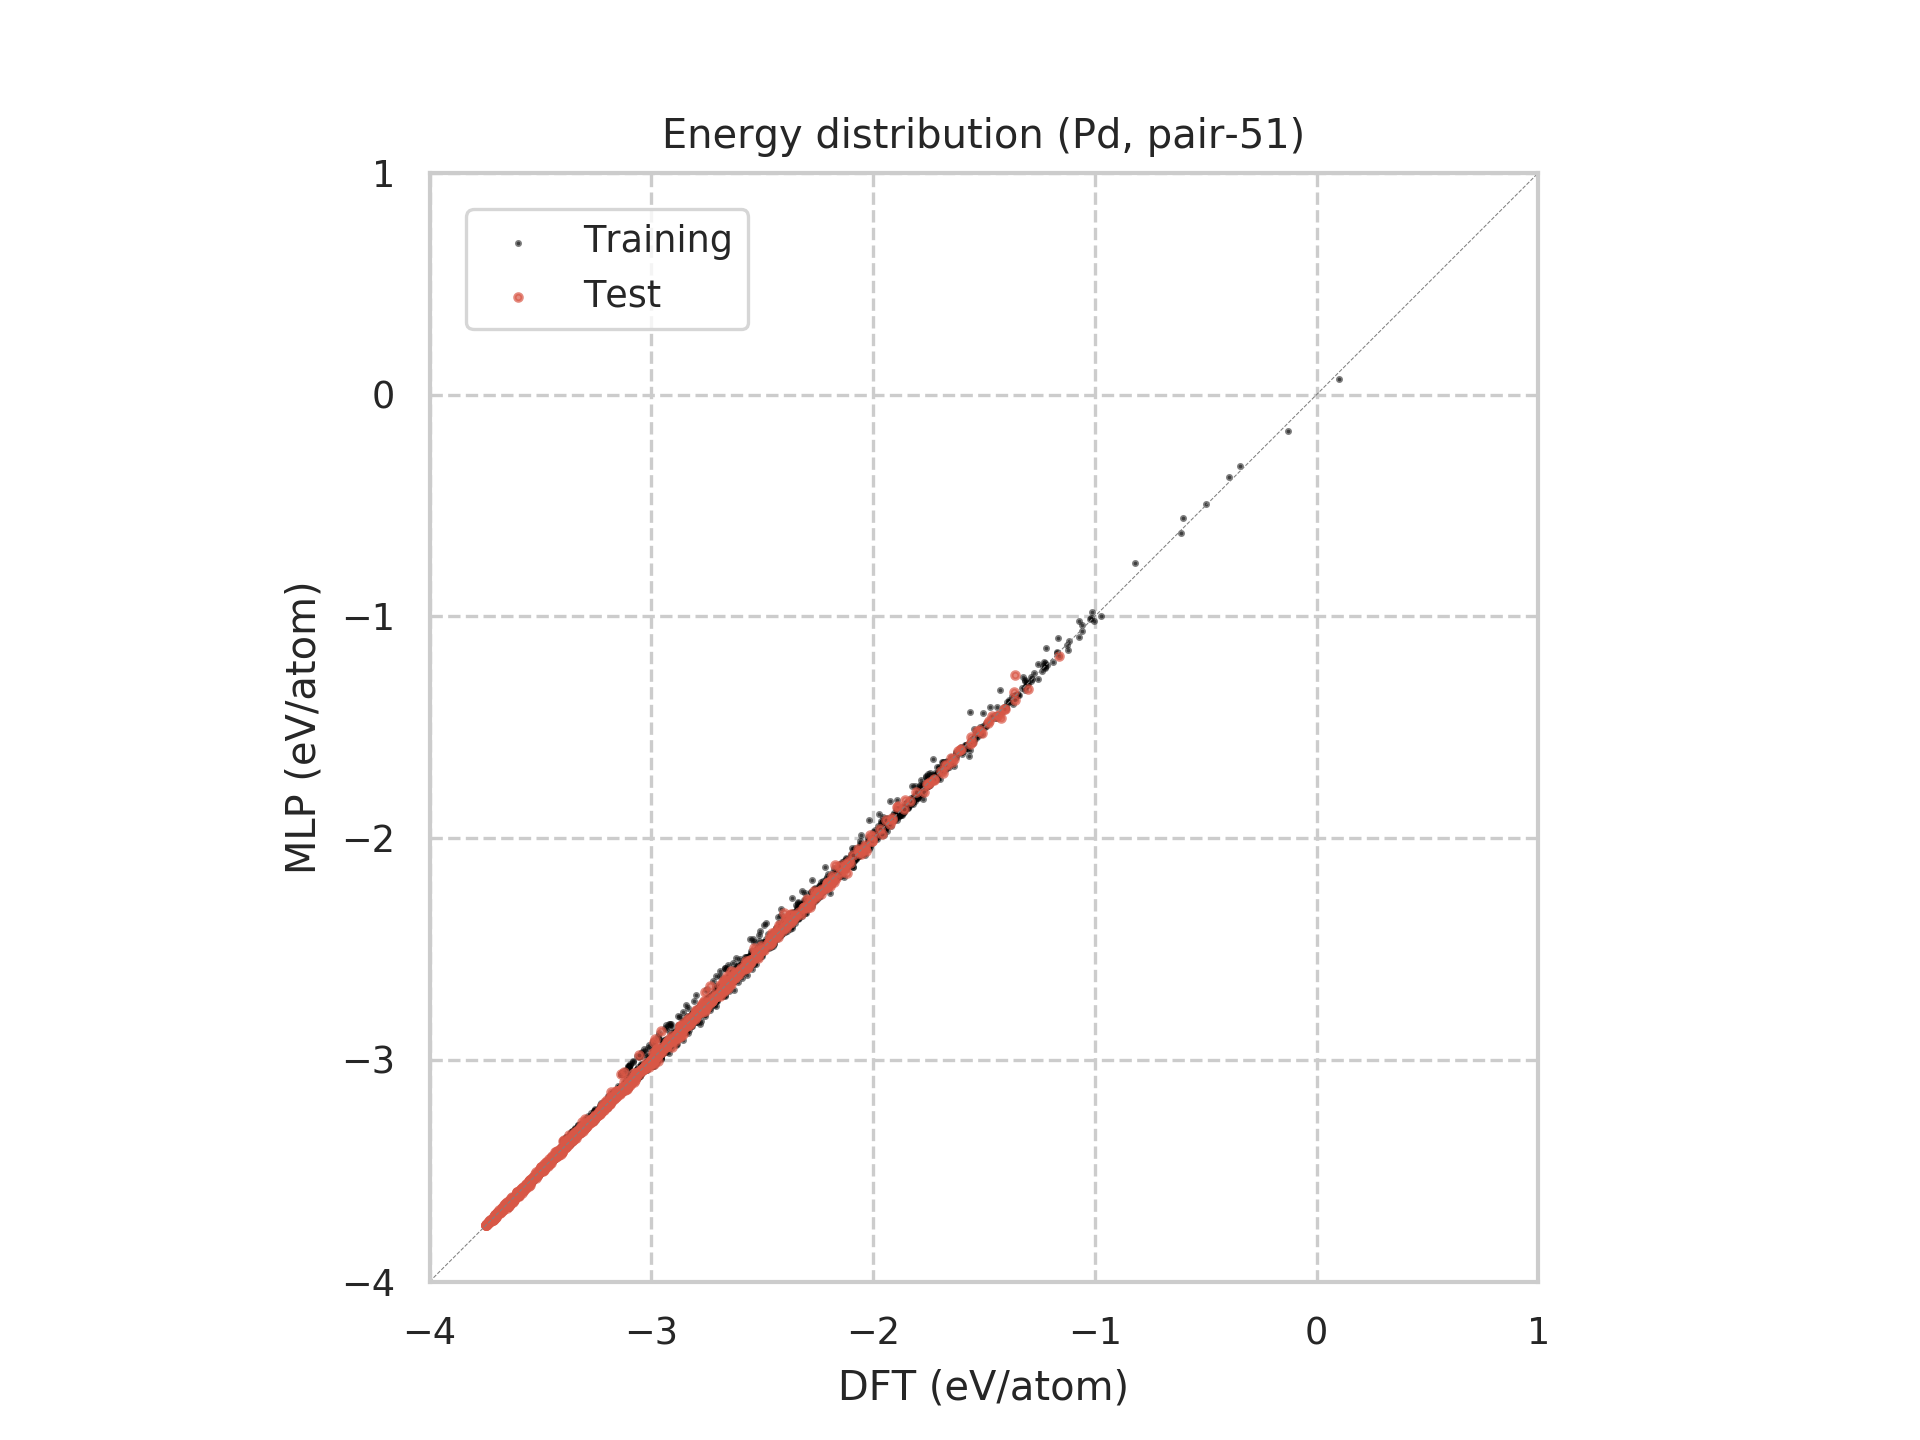 Energy distribution (Pd, pair-51)
1
Training
Test
0
−1
−2
−3
−4
MLP (eV/atom)
−4 −3 −2 −1 0 1
DFT (eV/atom)